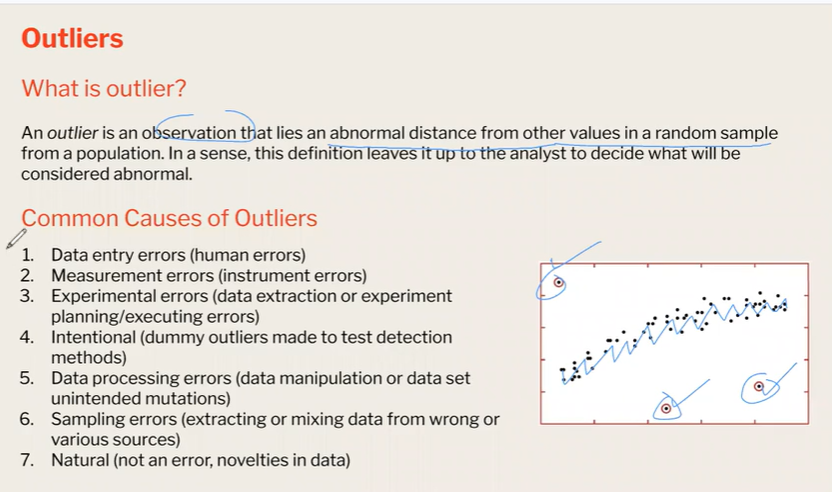 Outliers
What is outlier?
An outlier is an observation that lies an abnormal distance from other values in a random sample
from a population. In a sense, this definition leaves it up to the analyst to decide what will be
considered abnormal.
Common Causes of Outliers
1. Data entry errors (human errors)
2. Measurement errors (instrument errors)
3. Experimental errors (data extraction or experiment
planning/executing errors)
4. Intentional (dummy outliers made to test detection
methods)
5. Data processing errors (data manipulation or data set
unintended mutations)
6. Sampling errors (extracting or mixing data from wrong or
various sources)
7. Natural (not an error, novelties in data)